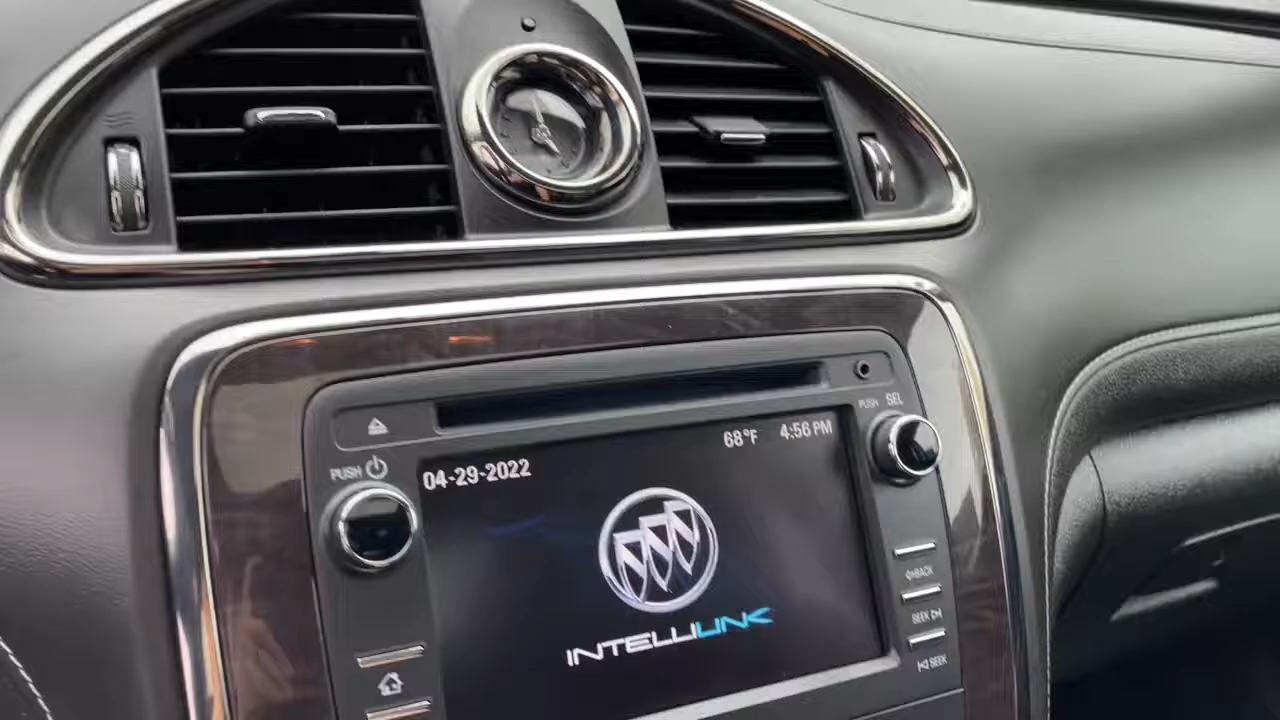 PUSH
SEL
68°F 4:56 PM
04-29-2022
PUSH
INTELLILINK
BACK
SEEK
SEEK